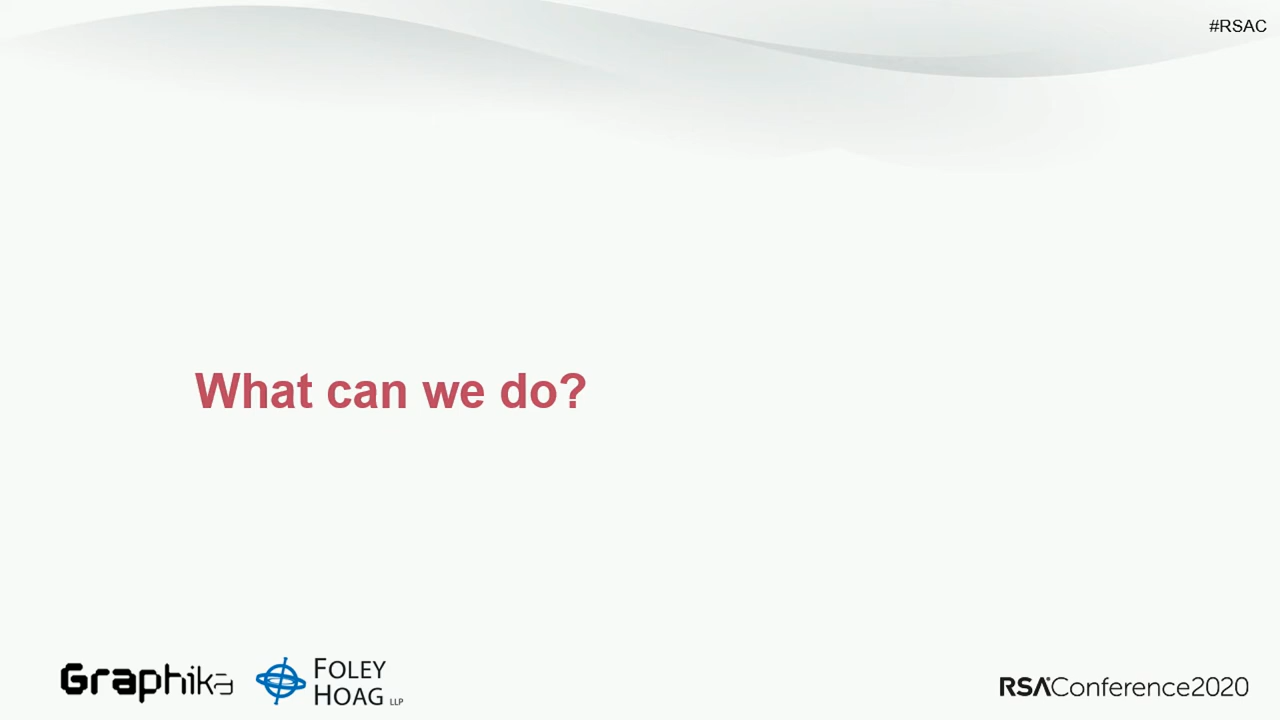 #RSAC
What can we do?
Graphika
FOLEY
HOAG LLP
RSAConference2020